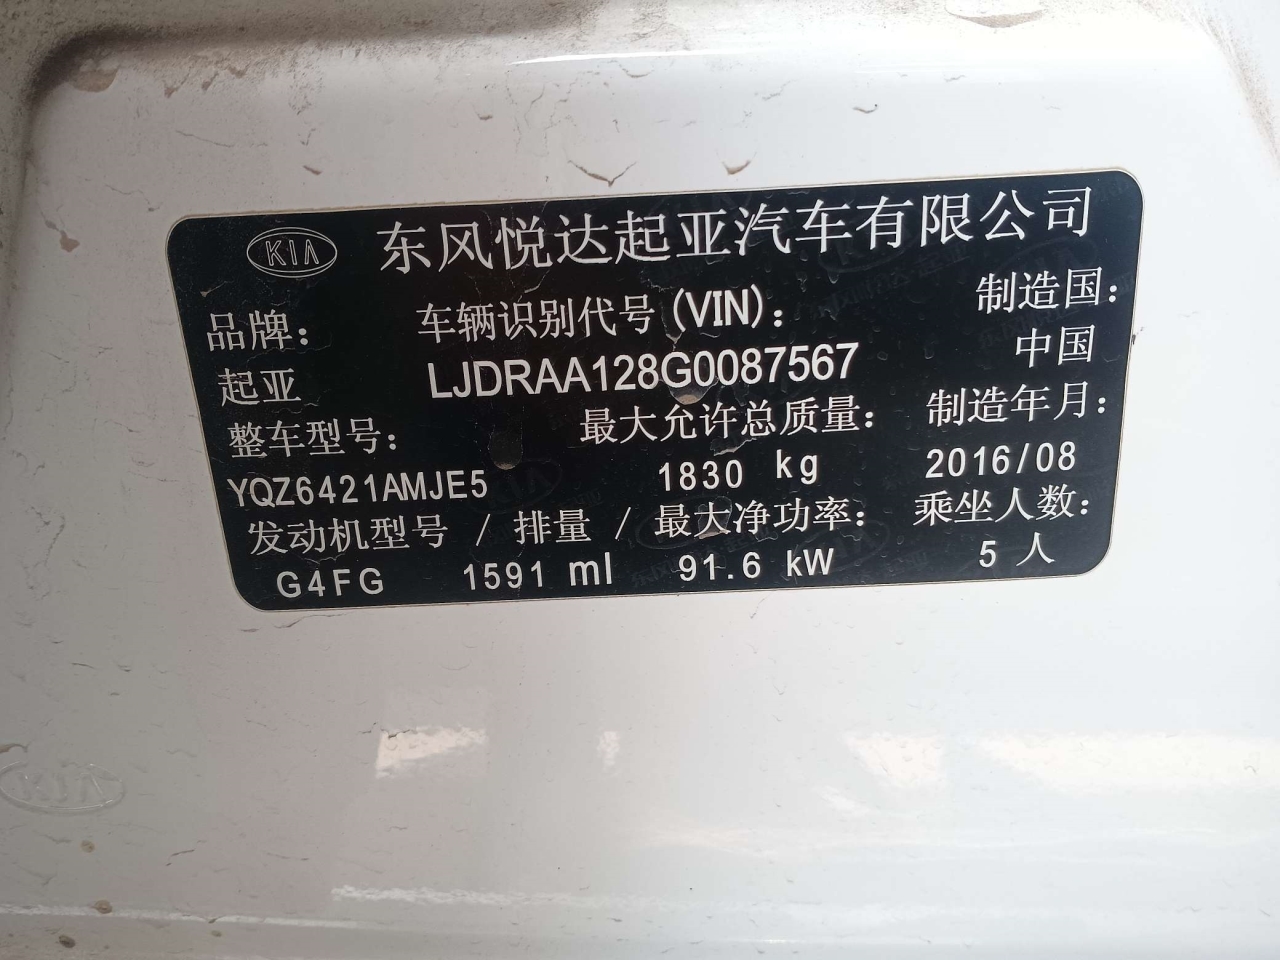 KIA 东风悦达起亚汽车有限公司
品牌： 车辆识别代号(VIN)： 制造国：
起亚 LJDRAA128G0087567 中国
整车型号： 最大允许总质量： 制造年月：
YQZ6421AMJE5 1830 kg 2016/08
发动机型号 / 排量 / 最大净功率： 乘坐人数：
G4FG 1591 ml 91.6 kW 5 人
KIA